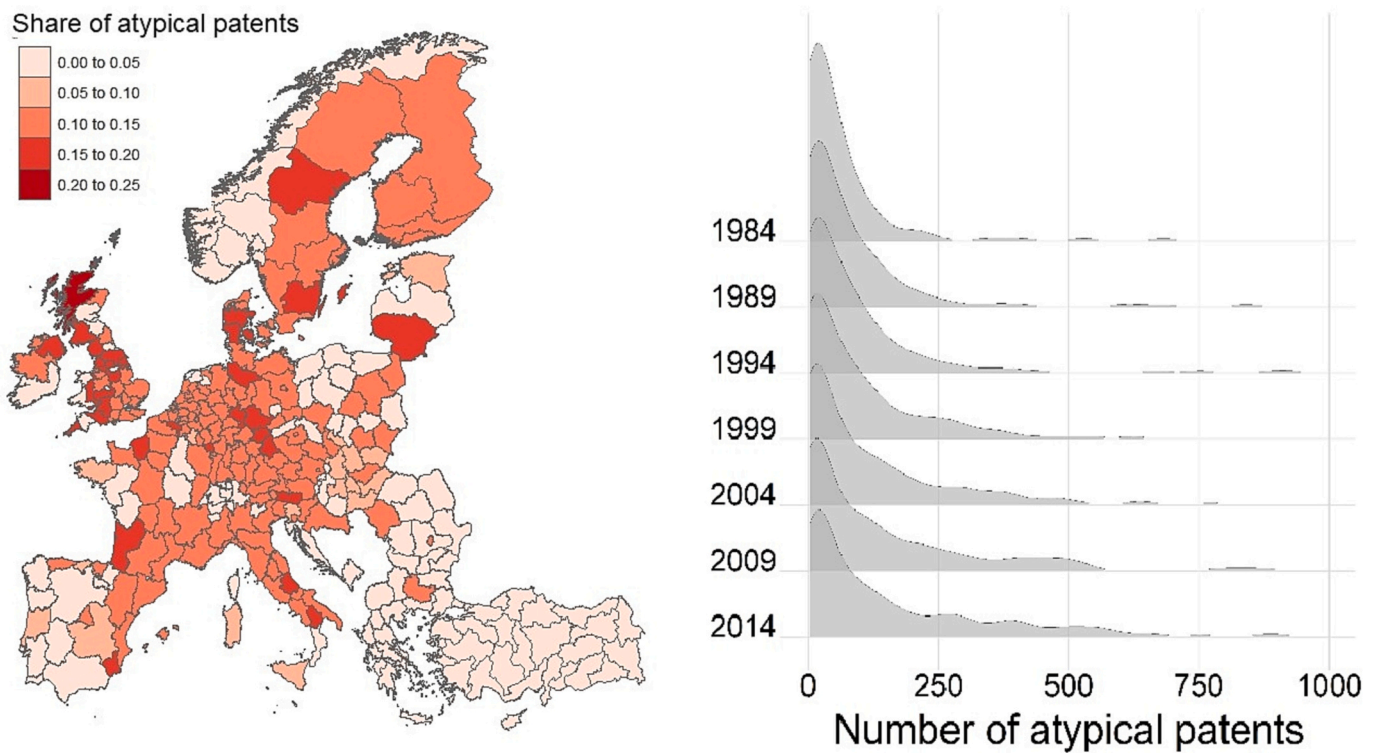 Share of atypical patents
0.00 to 0.05
0.05 to 0.10
0.10 to 0.15
0.15 to 0.20
0.20 to 0.25
1984
1989
1994
1999
2004
2009
2014
0 250 500 750 1000
Number of atypical patents